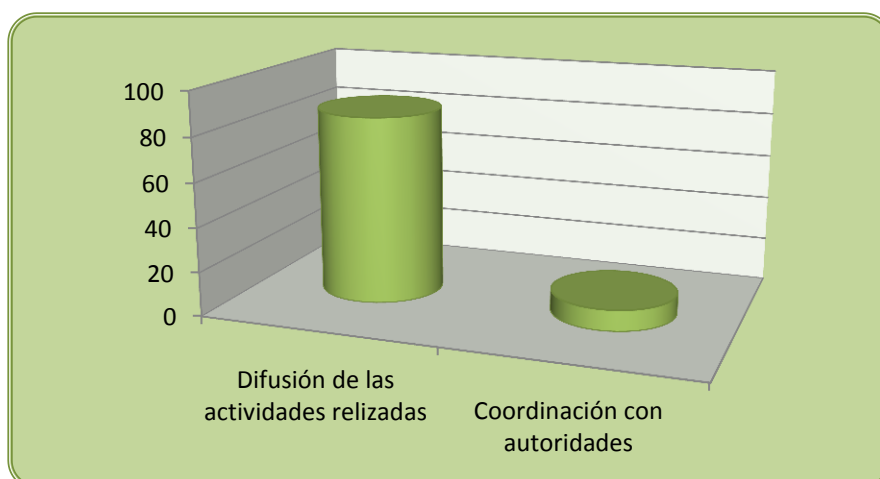 100
80
60
40
20
0
Difusión de las
actividades relizadas
Coordinación con
autoridades